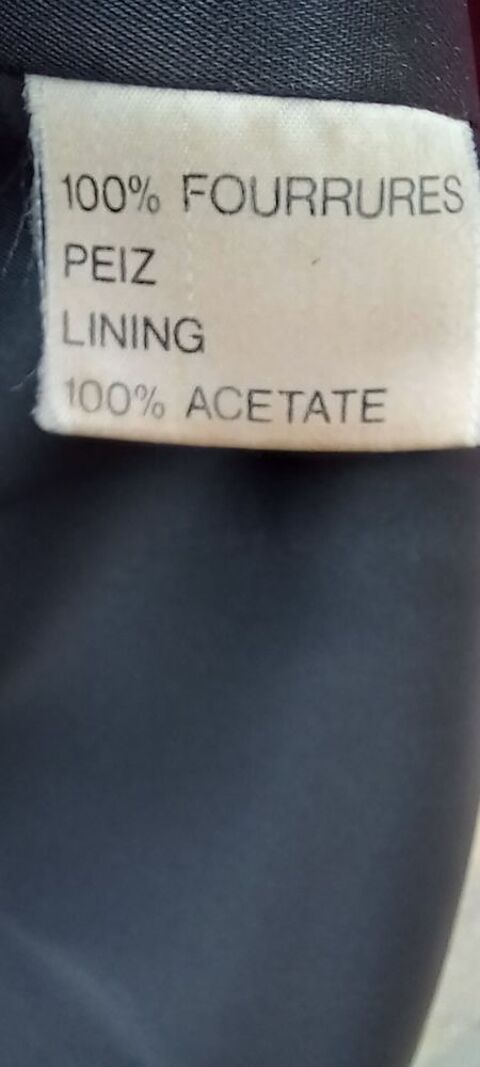 100% FOURRURES
PEIZ
LINING
100% ACETATE